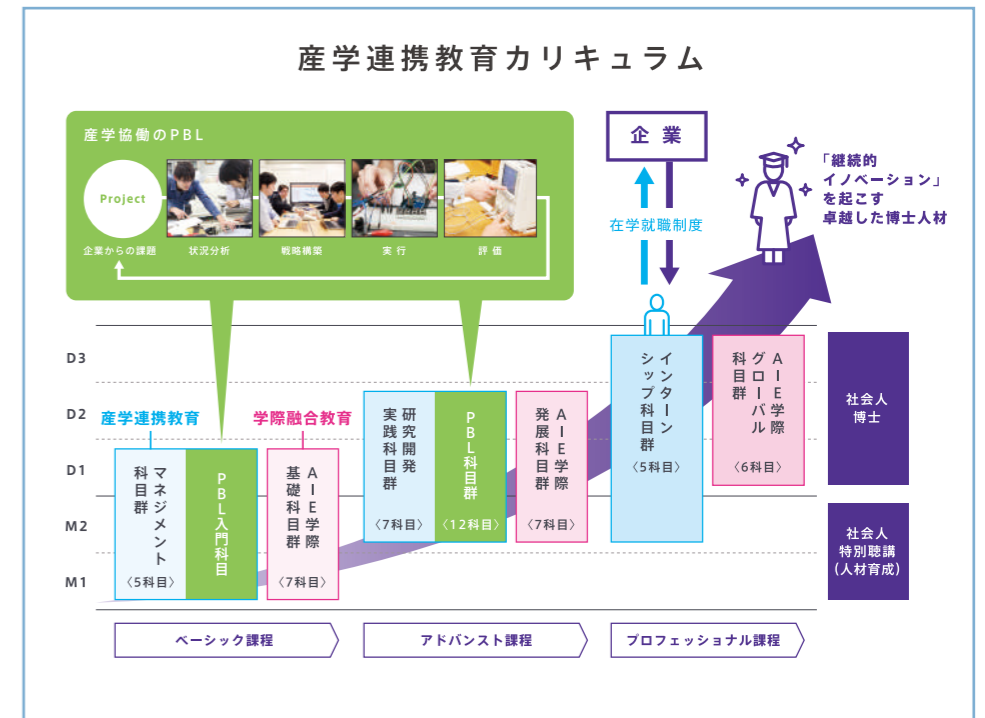 産学連携教育カリキュラム
産学協働のPBL
Project
企業からの課題
状況分析
戦略構築
実行
評価
企業
在学就職制度
「継続的
イノベーション」
を起こす
卓越した博士人材
D3
D2
D1
M2
M1
産学連携教育
学際融合教育
マネジメント
科目群
〈5科目〉
PBL入門科目
AIE学際
基礎科目群
〈7科目〉
研究開発
実践科目群
〈7科目〉
PBL科目群
〈12科目〉
AIE学際
発展科目群
〈7科目〉
インターン
シップ科目群
〈5科目〉
AIE学際
グローバル
科目群
〈6科目〉
社会人
博士
社会人
特別聴講
(人材育成)
ベーシック課程
アドバンスト課程
プロフェッショナル課程